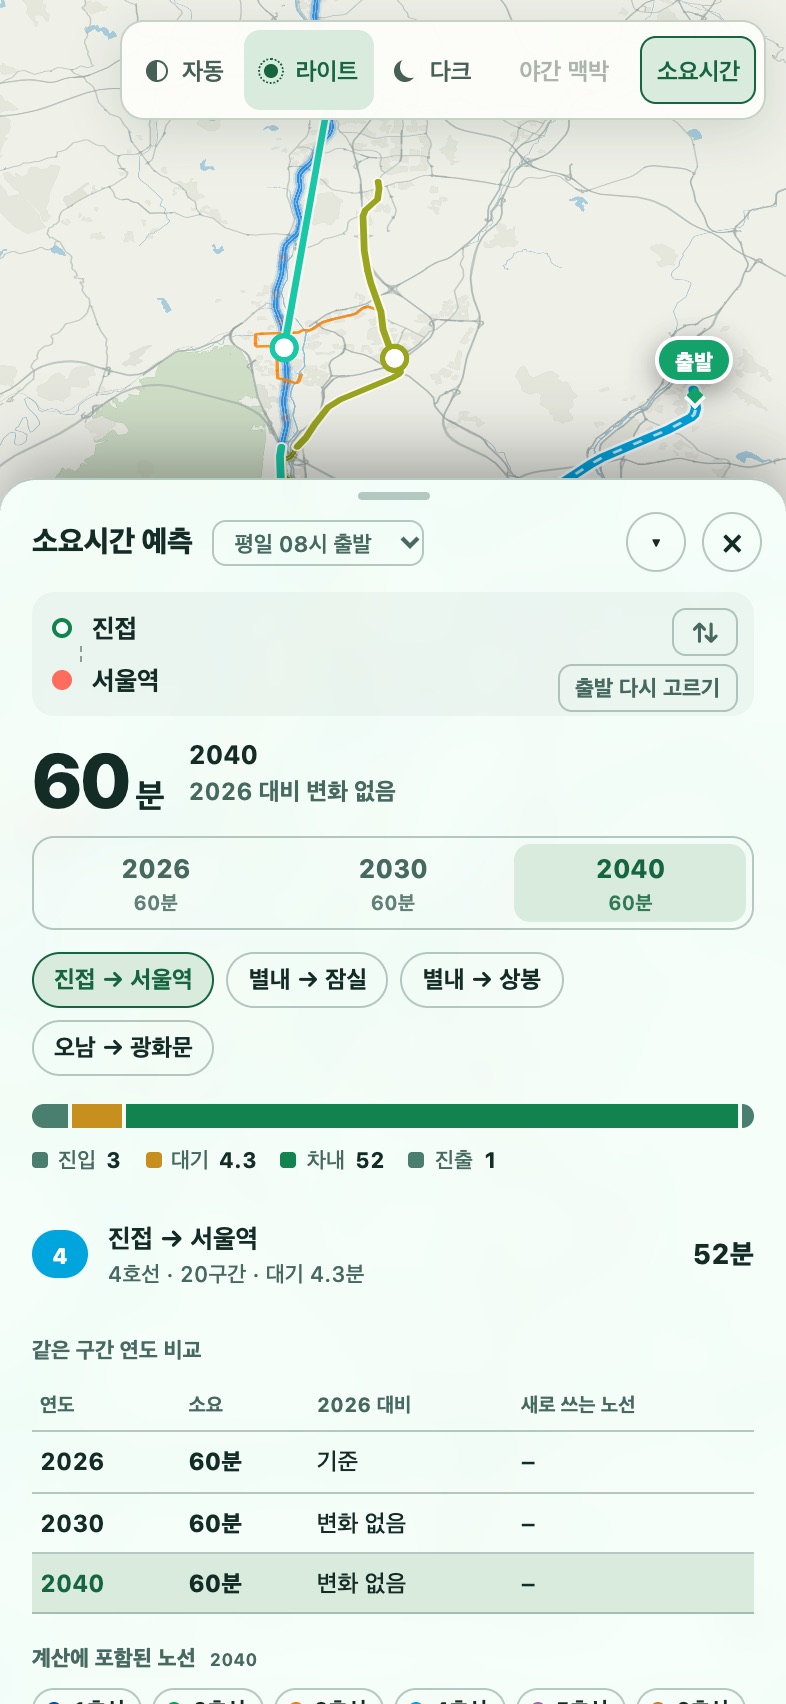 자동 라이트 다크 야간 맥박 소요시간
출발
소요시간 예측 평일 08시 출발
진접
서울역
출발 다시 고르기
60분
2040
2026 대비 변화 없음
2026 2030 2040
60분 60분 60분
진접 → 서울역 별내 → 잠실 별내 → 상봉
오남 → 광화문
진입 3 대기 4.3 차내 52 진출 1
4 진접 → 서울역 52분
4호선 · 20구간 · 대기 4.3분
같은 구간 연도 비교
연도 소요 2026 대비 새로 쓰는 노선
2026 60분 기준 –
2030 60분 변화 없음 –
2040 60분 변화 없음 –
계산에 포함된 노선 2040